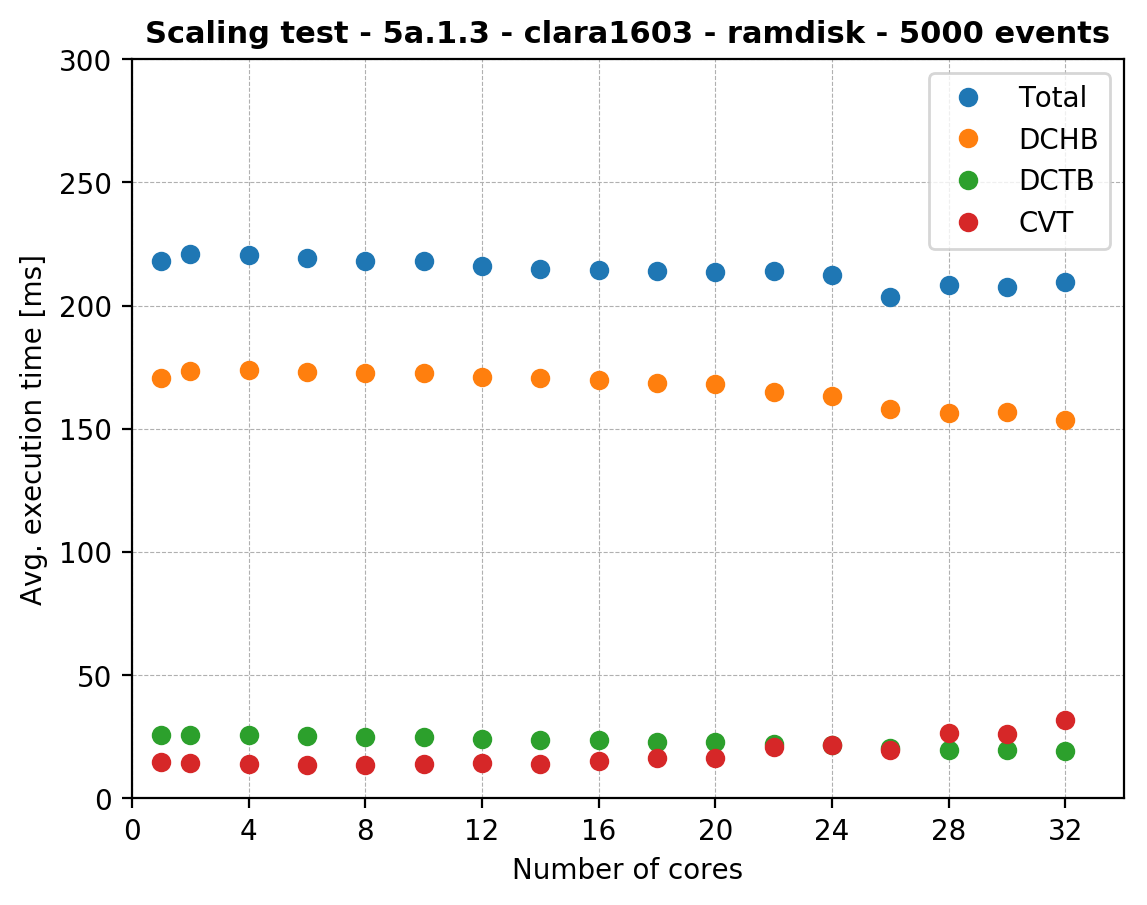 Scaling test - 5a.1.3 - clara1603 - ramdisk - 5000 events
300
250
200
150
100
50
0
Avg. execution time [ms]
Total
DCHB
DCTB
CVT
0 4 8 12 16 20 24 28 32
Number of cores